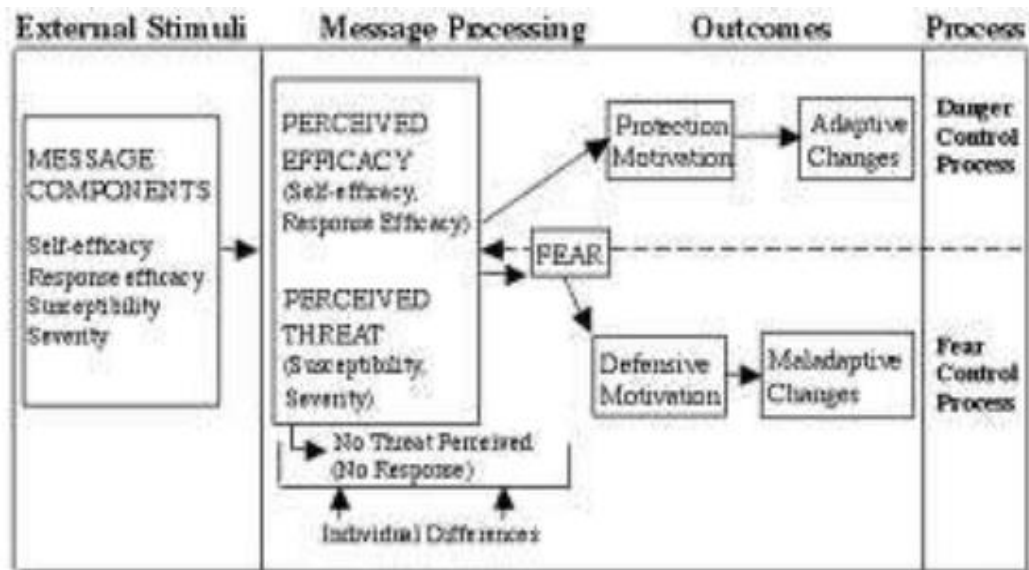 External Stimuli
Message Processing
Outcomes
Process
MESSAGE
COMPONENTS
Self-efficacy
Response efficacy
Susceptibility
Severity
PERCEIVED
EFFICACY
(Self-efficacy,
Response Efficacy)
PERCEIVED
THREAT
(Susceptibility,
Severity)
No Threat Perceived
(No Response)
Individual Differences
FEAR
Protection
Motivation
Adaptive
Changes
Defensive
Motivation
Maladaptive
Changes
Danger
Control
Process
Fear
Control
Process